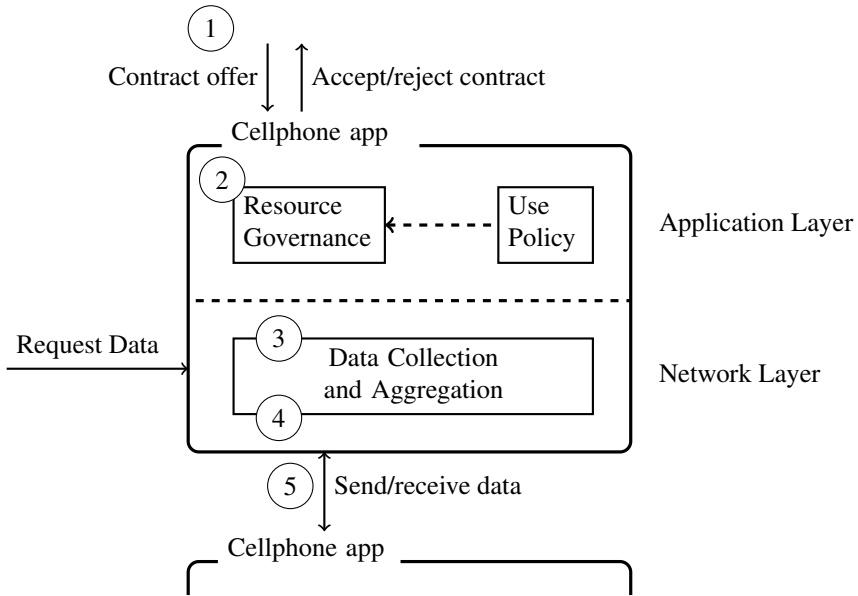 1
Contract offer
Accept/reject contract
Cellphone app
2
Resource
Governance
Use
Policy
Application Layer
Request Data
3
Data Collection
and Aggregation
4
Network Layer
5
Send/receive data
Cellphone app